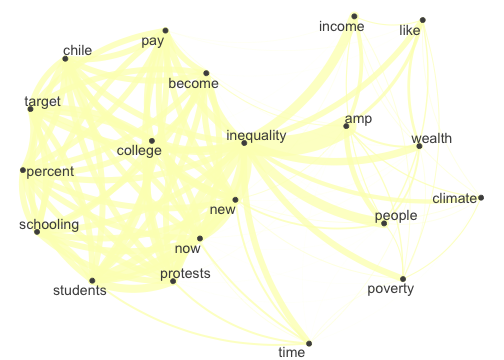 income
like
pay
chile
become
target
amp
inequality
wealth
college
percent
climate
new
people
schooling
now
protests
students
poverty
time